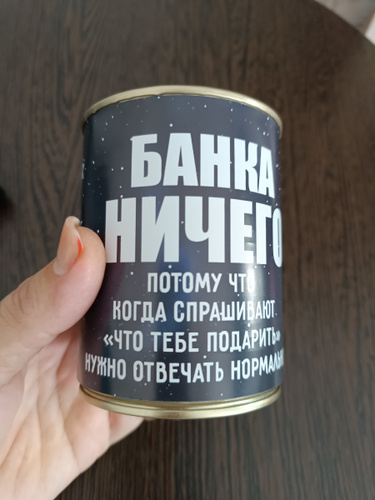 БАНКА
НИЧЕГО
ПОТОМУ ЧТО
КОГДА СПРАШИВАЮТ
«ЧТО ТЕБЕ ПОДАРИТЬ»
НУЖНО ОТВЕЧАТЬ НОРМАЛЬНО